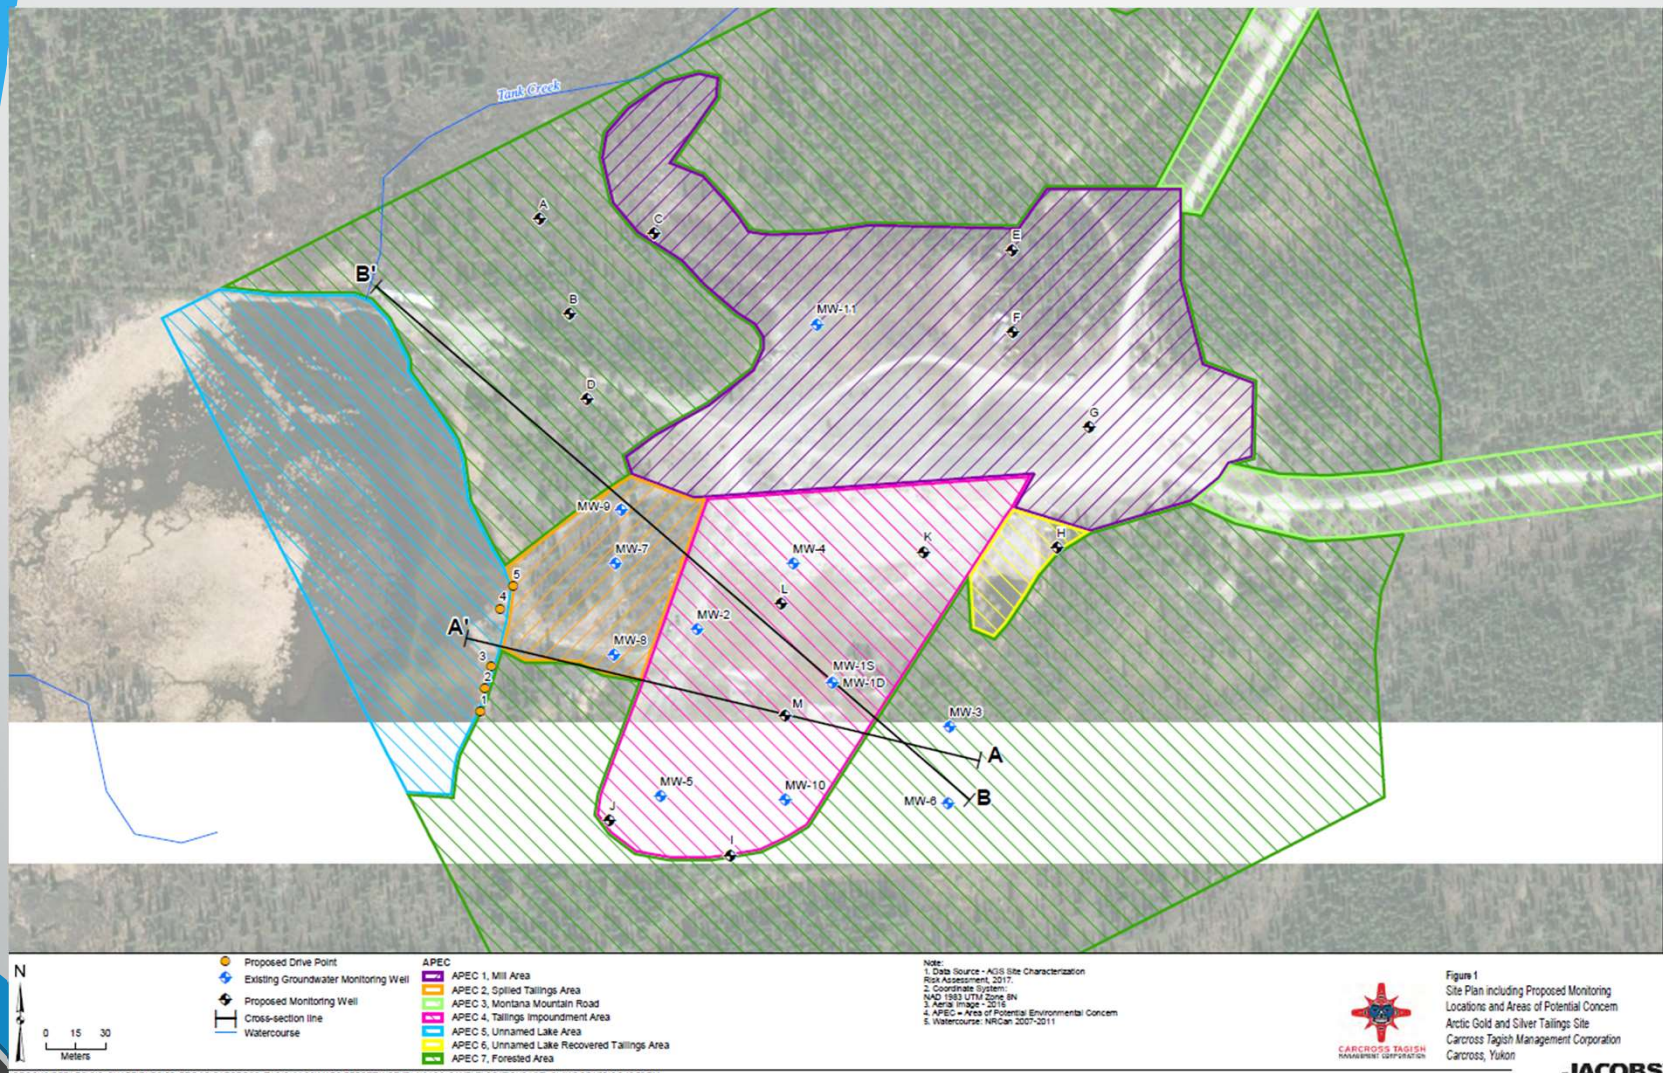 Tank Creek
A
C
E
B'
B
MW-11
F
D
G
MW-9
MW-7
MW-4
K
H
5
4
L
A'
MW-2
MW-8
3
2
1
MW-1S
MW-1D
M
MW-3
A
MW-5
MW-10
MW-6
B
J
I
N
0 15 30
Meters
Proposed Drive Point
Existing Groundwater Monitoring Well
Proposed Monitoring Well
Cross-section line
Watercourse
APEC
APEC 1, Mill Area
APEC 2, Spilled Tailings Area
APEC 3, Montana Mountain Road
APEC 4, Tailings Impoundment Area
APEC 5, Unnamed Lake Area
APEC 6, Unnamed Lake Recovered Tailings Area
APEC 7, Forested Area
Note:
1. Data Source - AGS Site Characterization
Risk Assessment, 2017.
2. Coordinate System:
NAD 1983 UTM Zone 8N
3. Aerial Image - 2016
4. APEC = Area of Potential Environmental Concern
5. Watercourse: NRCan 2007-2011
CARCROSS TAGISH
MANAGEMENT CORPORATION
Figure 1
Site Plan including Proposed Monitoring
Locations and Areas of Potential Concern
Arctic Gold and Silver Tailings Site
Carcross Tagish Management Corporation
Carcross, Yukon
JACOBS